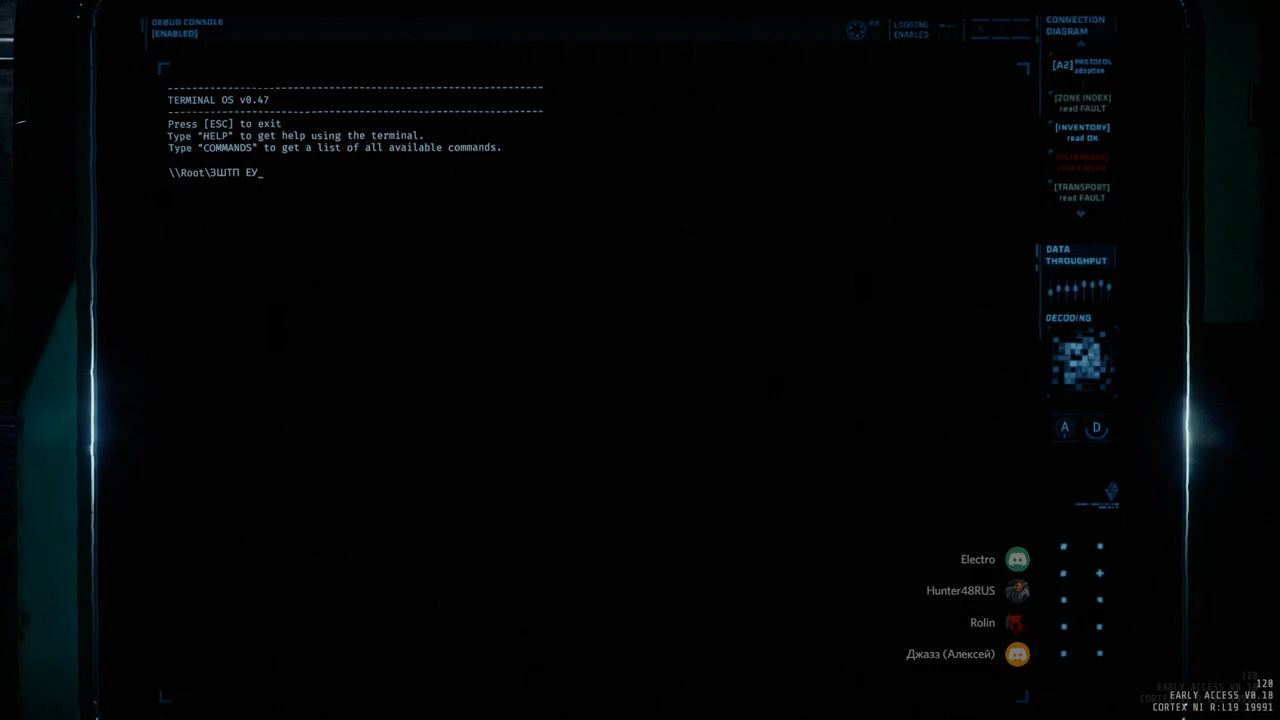 DEBUG CONSOLE
[ENABLED]
LOGGING
ENABLED
CONNECTION
DIAGRAM
[A2] PROTOCOL
adaption
[ZONE INDEX]
read FAULT
[INVENTORY]
read OK
read FAILED
[TRANSPORT]
read FAULT
DATA
THROUGHPUT
DECODING
A D
------------------------------------------------------------
TERMINAL OS v0.47
------------------------------------------------------------
Press [ESC] to exit
Type "HELP" to get help using the terminal.
Type "COMMANDS" to get a list of all available commands.
\\Root\ЗШТП ЕУ_
Electro
Hunter48RUS
Rolin
Джазз (Алексей)
120
EARLY ACCESS V0.18
CORTEX NI R:L19 19991